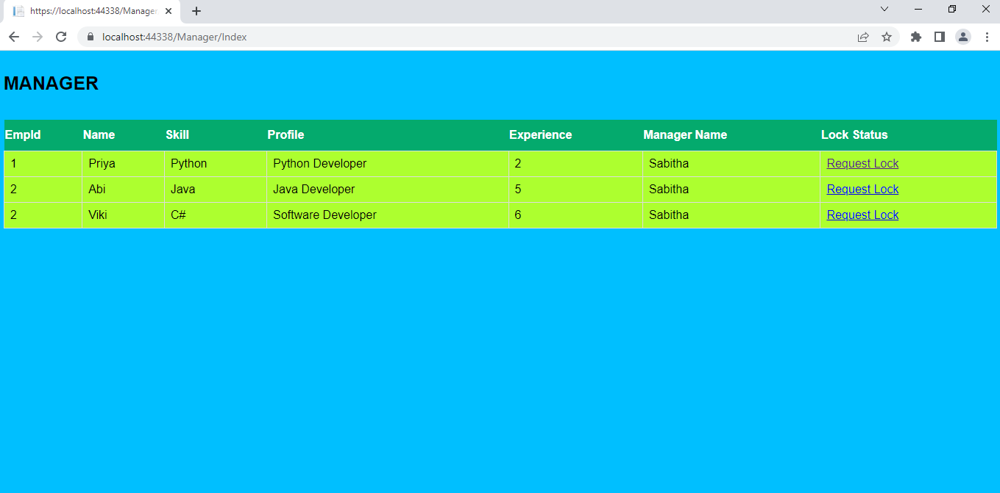 https://localhost:44338/Manager
localhost:44338/Manager/Index
MANAGER
EmpId Name Skill Profile Experience Manager Name Lock Status
1 Priya Python Python Developer 2 Sabitha Request Lock
2 Abi Java Java Developer 5 Sabitha Request Lock
2 Viki C# Software Developer 6 Sabitha Request Lock